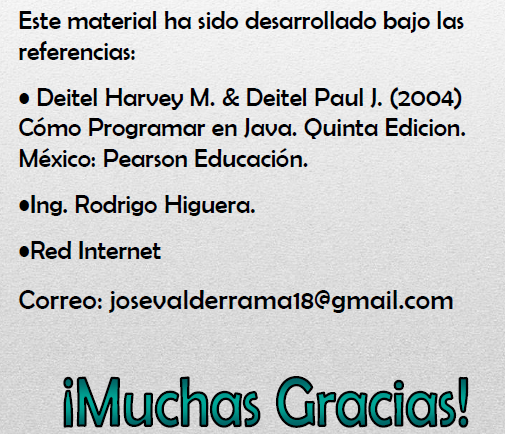 Este material ha sido desarrollado bajo las
referencias:
• Deitel Harvey M. & Deitel Paul J. (2004)
Cómo Programar en Java. Quinta Edicion.
México: Pearson Educación.
•Ing. Rodrigo Higuera.
•Red Internet
Correo: josevalderrama18@gmail.com
¡Muchas Gracias!